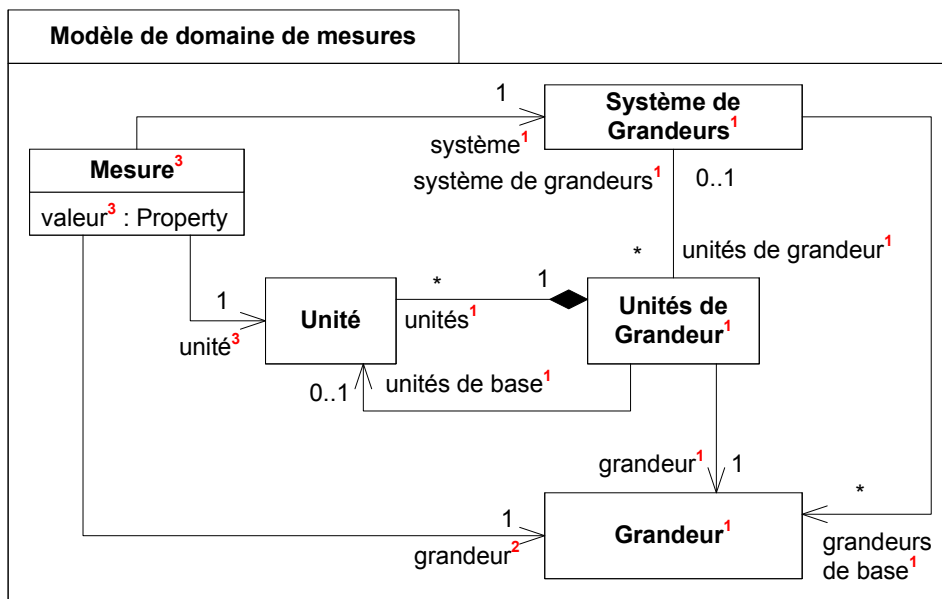 Modèle de domaine de mesures
1
Système de
Grandeurs1
système1
Mesure3
système de grandeurs1
0..1
valeur3 : Property
*
unités de grandeur1
1
unité3
Unité
*
unités1
1
Unités de
Grandeur1
0..1
unités de base1
grandeur1
1
*
1
grandeur2
Grandeur1
grandeurs
de base1